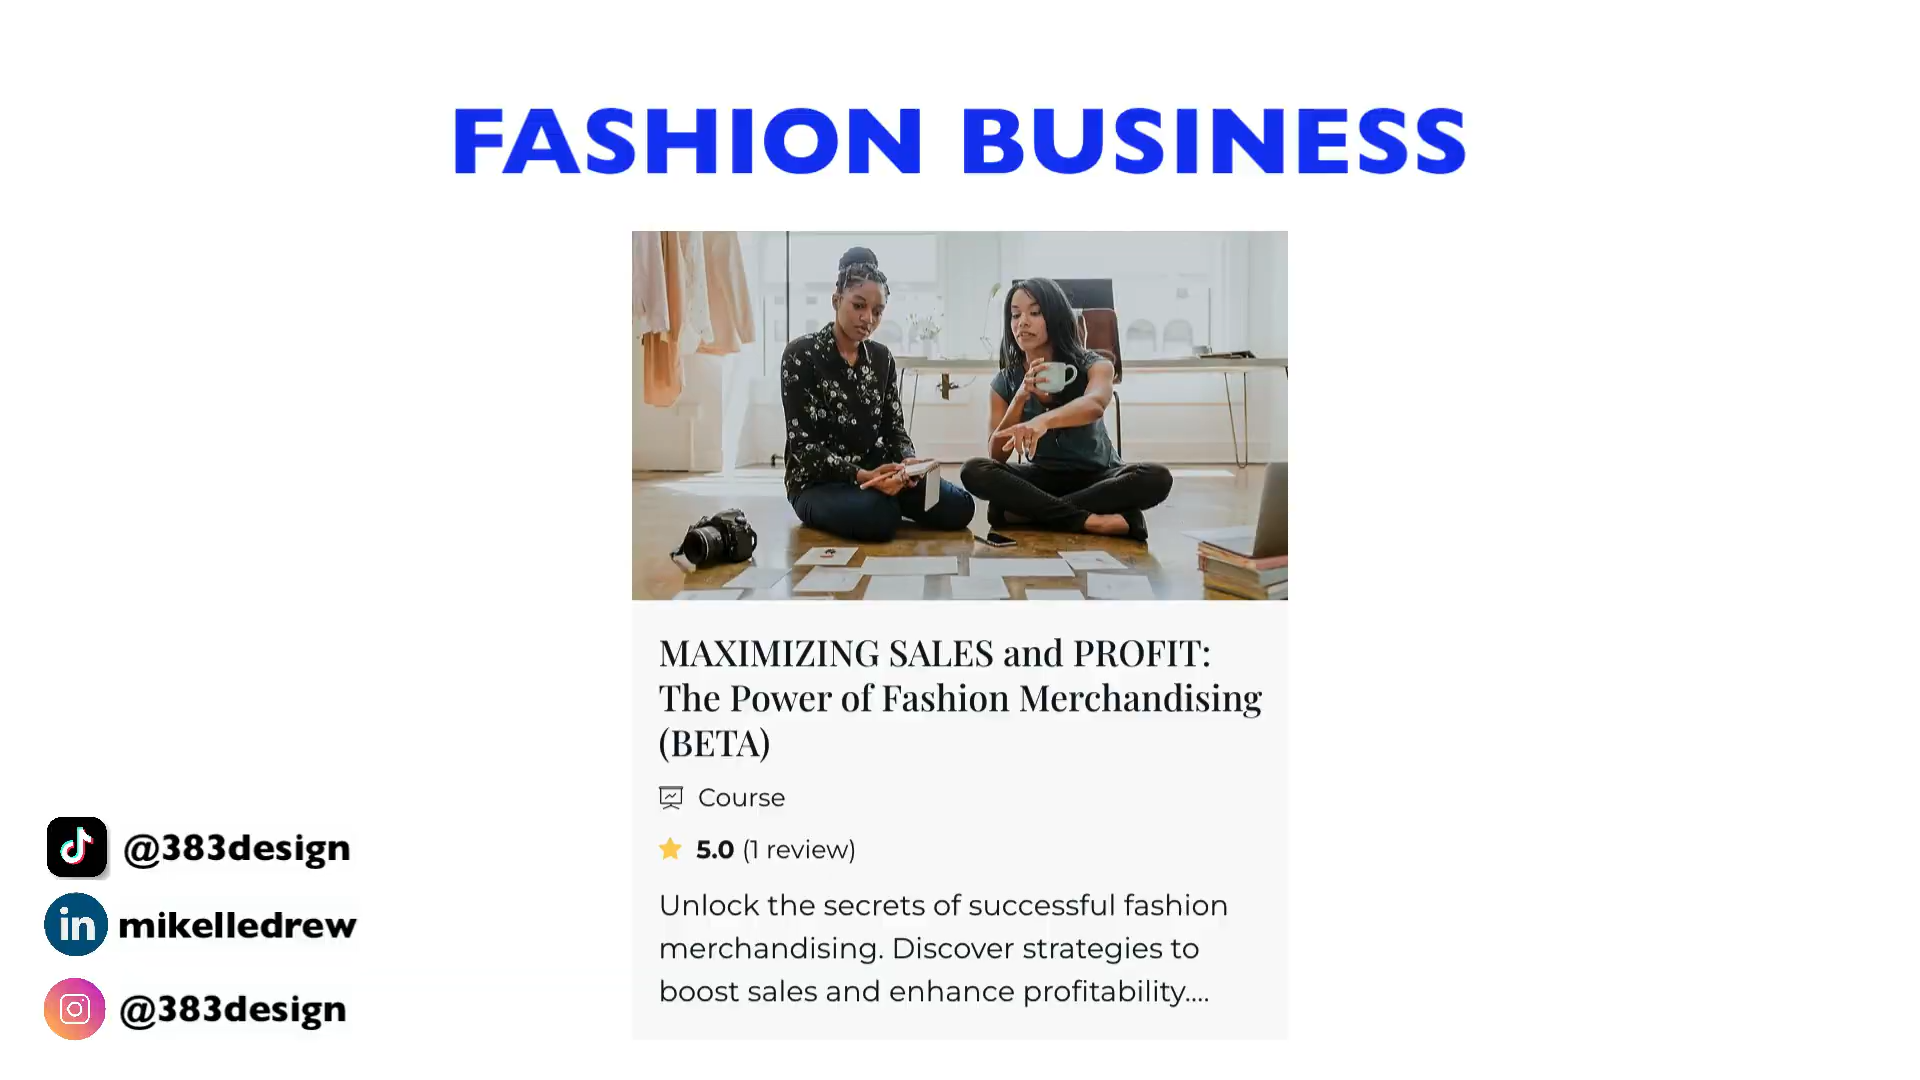 FASHION BUSINESS
MAXIMIZING SALES and PROFIT:
The Power of Fashion Merchandising
(BETA)
Course
5.0 (1 review)
Unlock the secrets of successful fashion
merchandising. Discover strategies to
boost sales and enhance profitability....
@383design
in mikelledrew
@383design